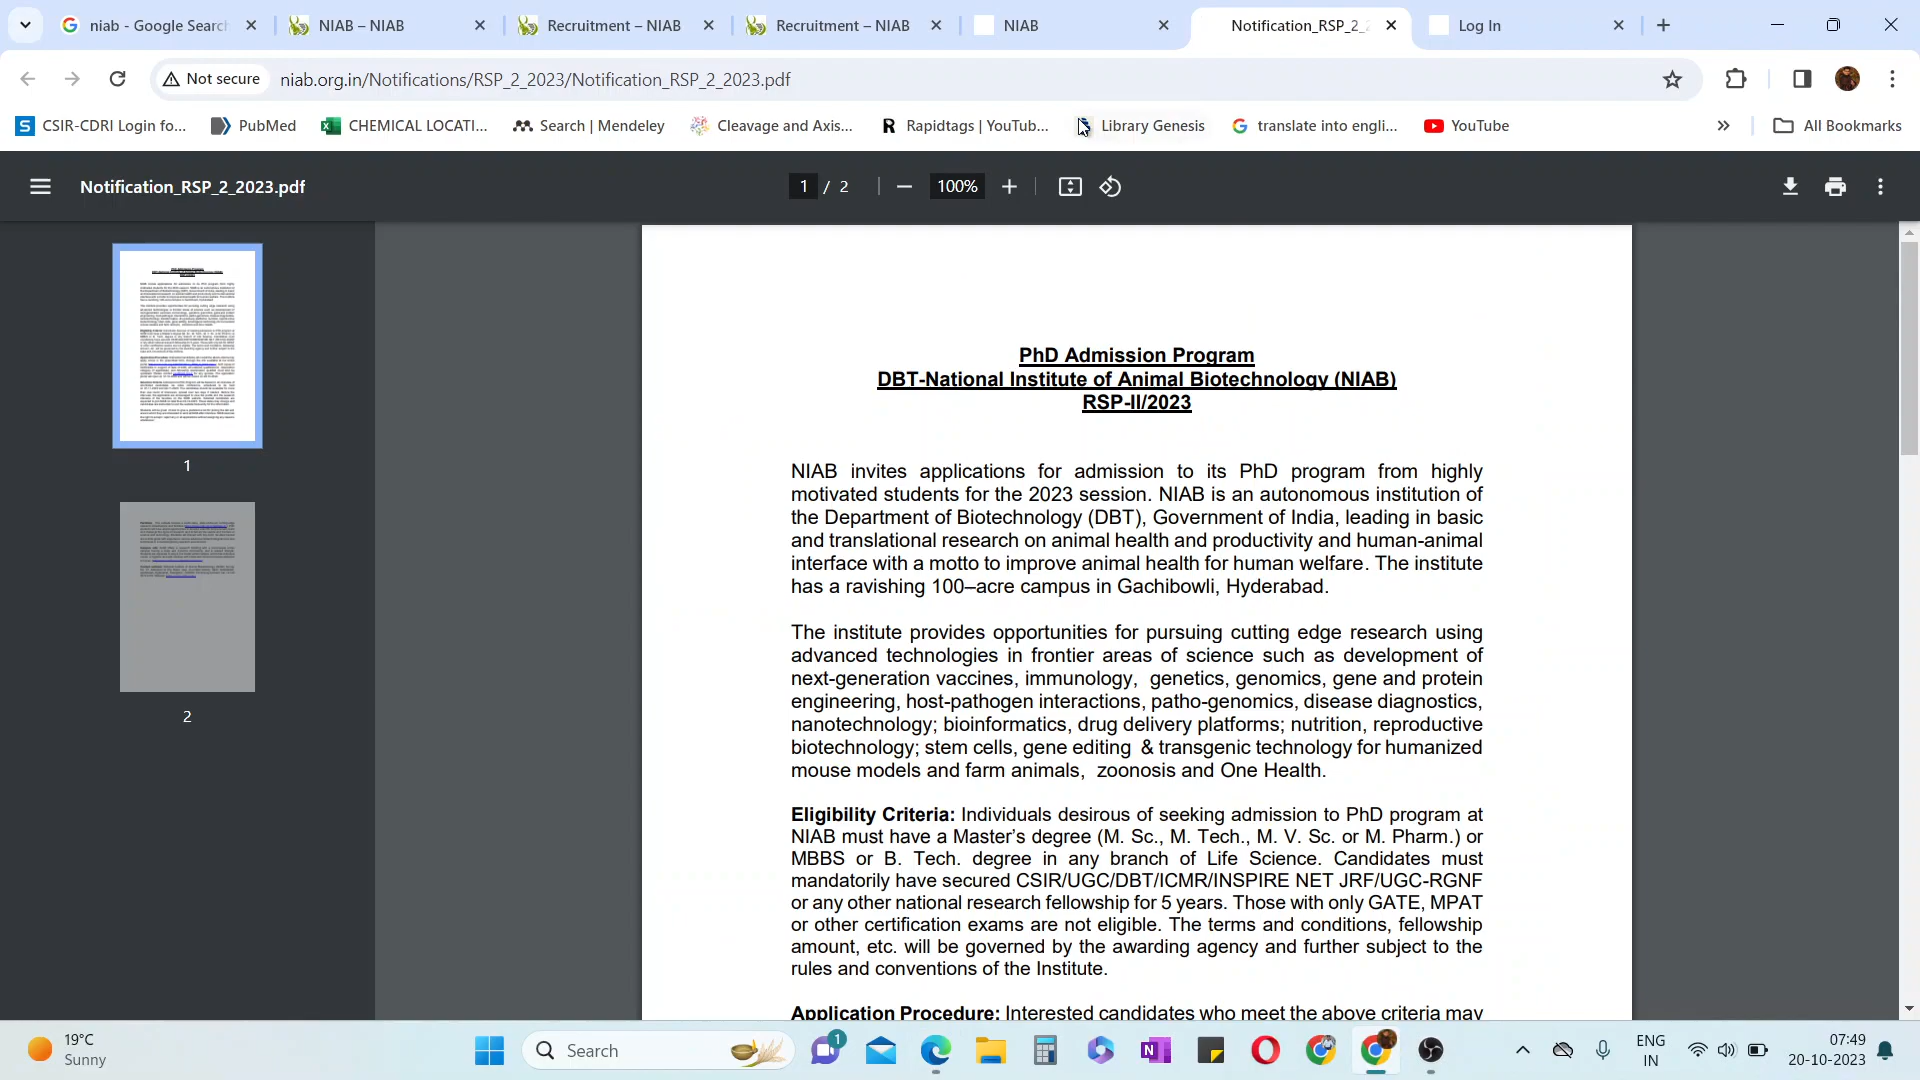 niab - Google Search
NIAB – NIAB
Recruitment – NIAB
Recruitment – NIAB
NIAB
Notification_RSP_2_2
Log In
Not secure
niab.org.in/Notifications/RSP_2_2023/Notification_RSP_2_2023.pdf
CSIR-CDRI Login fo...
PubMed
CHEMICAL LOCATI...
Search | Mendeley
Cleavage and Axis...
Rapidtags | YouTub...
Library Genesis
translate into engli...
YouTube
All Bookmarks
Notification_RSP_2_2023.pdf
1 / 2
100%
1
2
PhD Admission Program
DBT-National Institute of Animal Biotechnology (NIAB)
RSP-II/2023
NIAB invites applications for admission to its PhD program from highly
motivated students for the 2023 session. NIAB is an autonomous institution of
the Department of Biotechnology (DBT), Government of India, leading in basic
and translational research on animal health and productivity and human-animal
interface with a motto to improve animal health for human welfare. The institute
has a ravishing 100–acre campus in Gachibowli, Hyderabad.
The institute provides opportunities for pursuing cutting edge research using
advanced technologies in frontier areas of science such as development of
next-generation vaccines, immunology, genetics, genomics, gene and protein
engineering, host-pathogen interactions, patho-genomics, disease diagnostics,
nanotechnology; bioinformatics, drug delivery platforms; nutrition, reproductive
biotechnology; stem cells, gene editing & transgenic technology for humanized
mouse models and farm animals, zoonosis and One Health.
Eligibility Criteria: Individuals desirous of seeking admission to PhD program at
NIAB must have a Master's degree (M. Sc., M. Tech., M. V. Sc. or M. Pharm.) or
MBBS or B. Tech. degree in any branch of Life Science. Candidates must
mandatorily have secured CSIR/UGC/DBT/ICMR/INSPIRE NET JRF/UGC-RGNF
or any other national research fellowship for 5 years. Those with only GATE, MPAT
or other certification exams are not eligible. The terms and conditions, fellowship
amount, etc. will be governed by the awarding agency and further subject to the
rules and conventions of the Institute.
Application Procedure: Interested candidates who meet the above criteria may
19°C
Sunny
Search
1
ENG
IN
07:49
20-10-2023